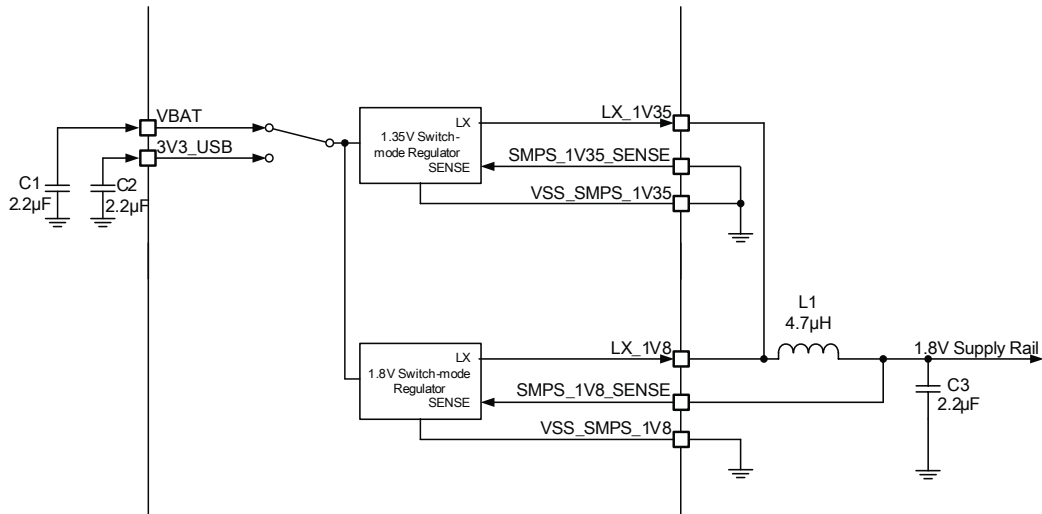 VBAT
3V3_USB
C1
2.2µF
C2
2.2µF
LX
1.35V Switch-
mode Regulator
SENSE
LX_1V35
SMPS_1V35_SENSE
VSS_SMPS_1V35
LX
1.8V Switch-mode
Regulator
SENSE
LX_1V8
SMPS_1V8_SENSE
VSS_SMPS_1V8
L1
4.7µH
1.8V Supply Rail
C3
2.2µF